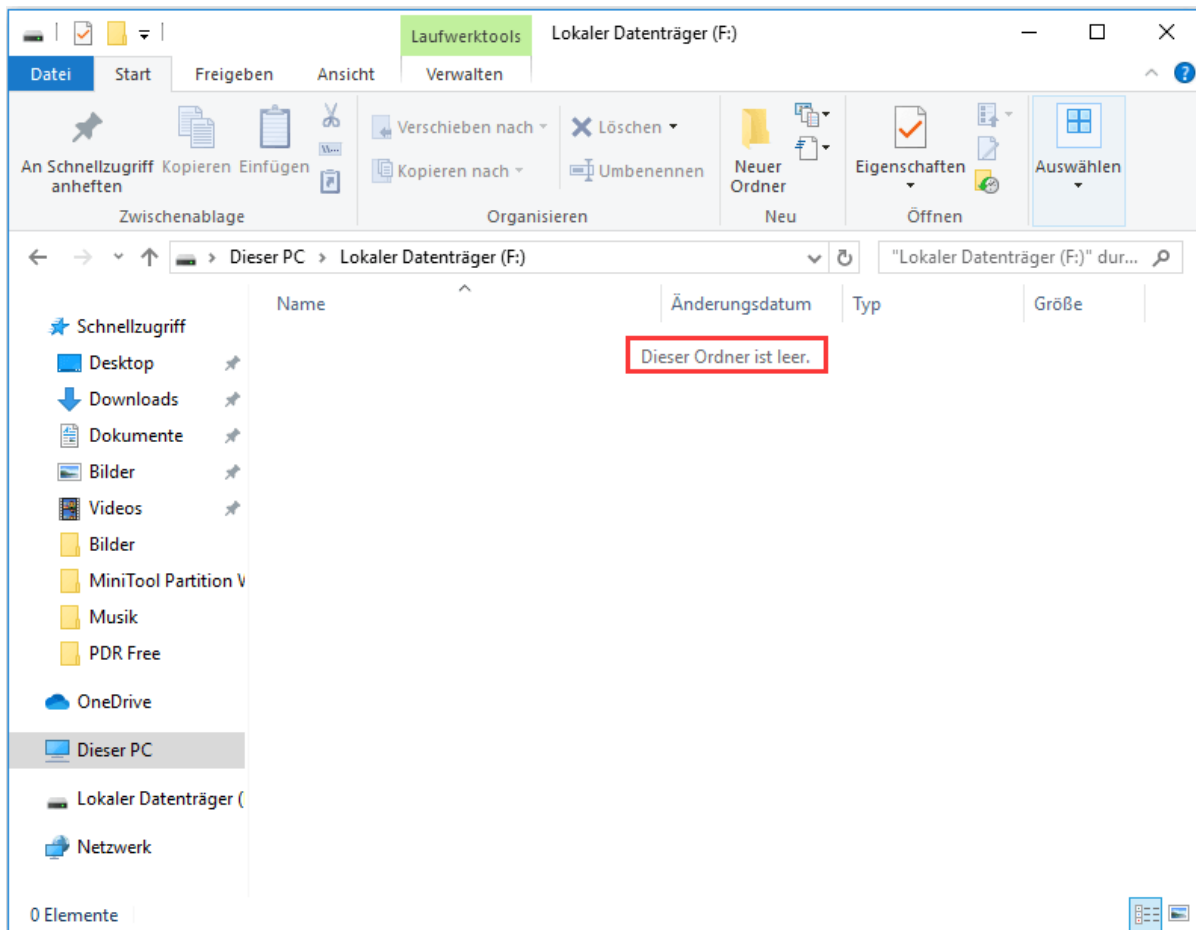 Laufwerktools
Lokaler Datenträger (F:)
Datei Start Freigeben Ansicht Verwalten
An Schnellzugriff
anheften
Kopieren
Einfügen
Verschieben nach
Kopieren nach
Löschen
Umbenennen
Neuer
Ordner
Eigenschaften
Auswählen
Zwischenablage Organisieren Neu Öffnen
Dieser PC > Lokaler Datenträger (F:)
"Lokaler Datenträger (F:)" dur...
Name Änderungsdatum Typ Größe
Dieser Ordner ist leer.
Schnellzugriff
Desktop
Downloads
Dokumente
Bilder
Videos
Bilder
MiniTool Partition
Musik
PDR Free
OneDrive
Dieser PC
Lokaler Datenträger (
Netzwerk
0 Elemente